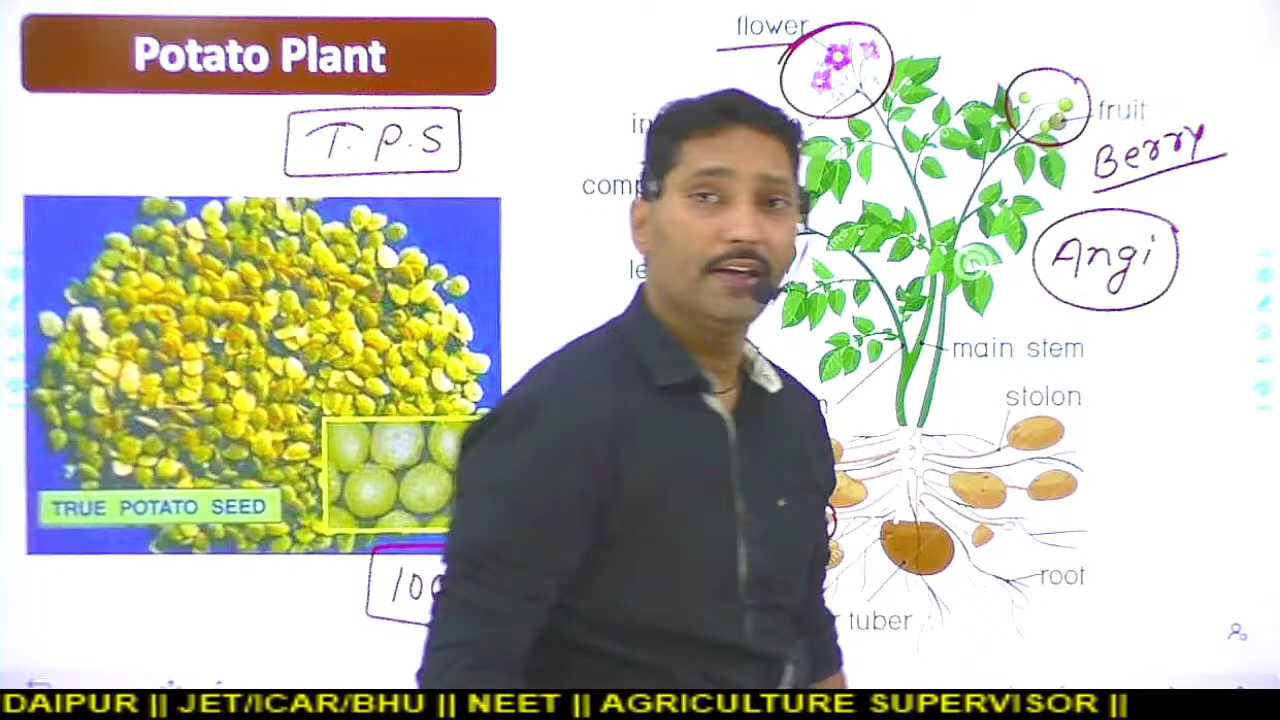 Potato Plant
T.P.S
TRUE POTATO SEED
flower
fruit
Berry
Angi
main stem
stolon
root
tuber
DAIPUR || JET/ICAR/BHU || NEET || AGRICULTURE SUPERVISOR ||